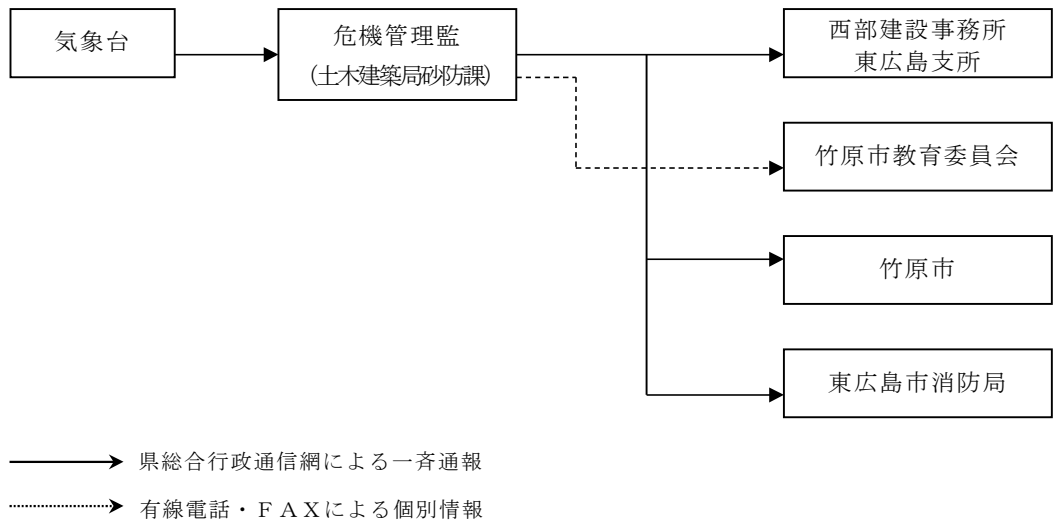 気象台
危機管理監
(土木建築局砂防課)
西部建設事務所
東広島支所
竹原市教育委員会
竹原市
東広島市消防局
県総合行政通信網による一斉通報
有線電話・ＦＡＸによる個別情報